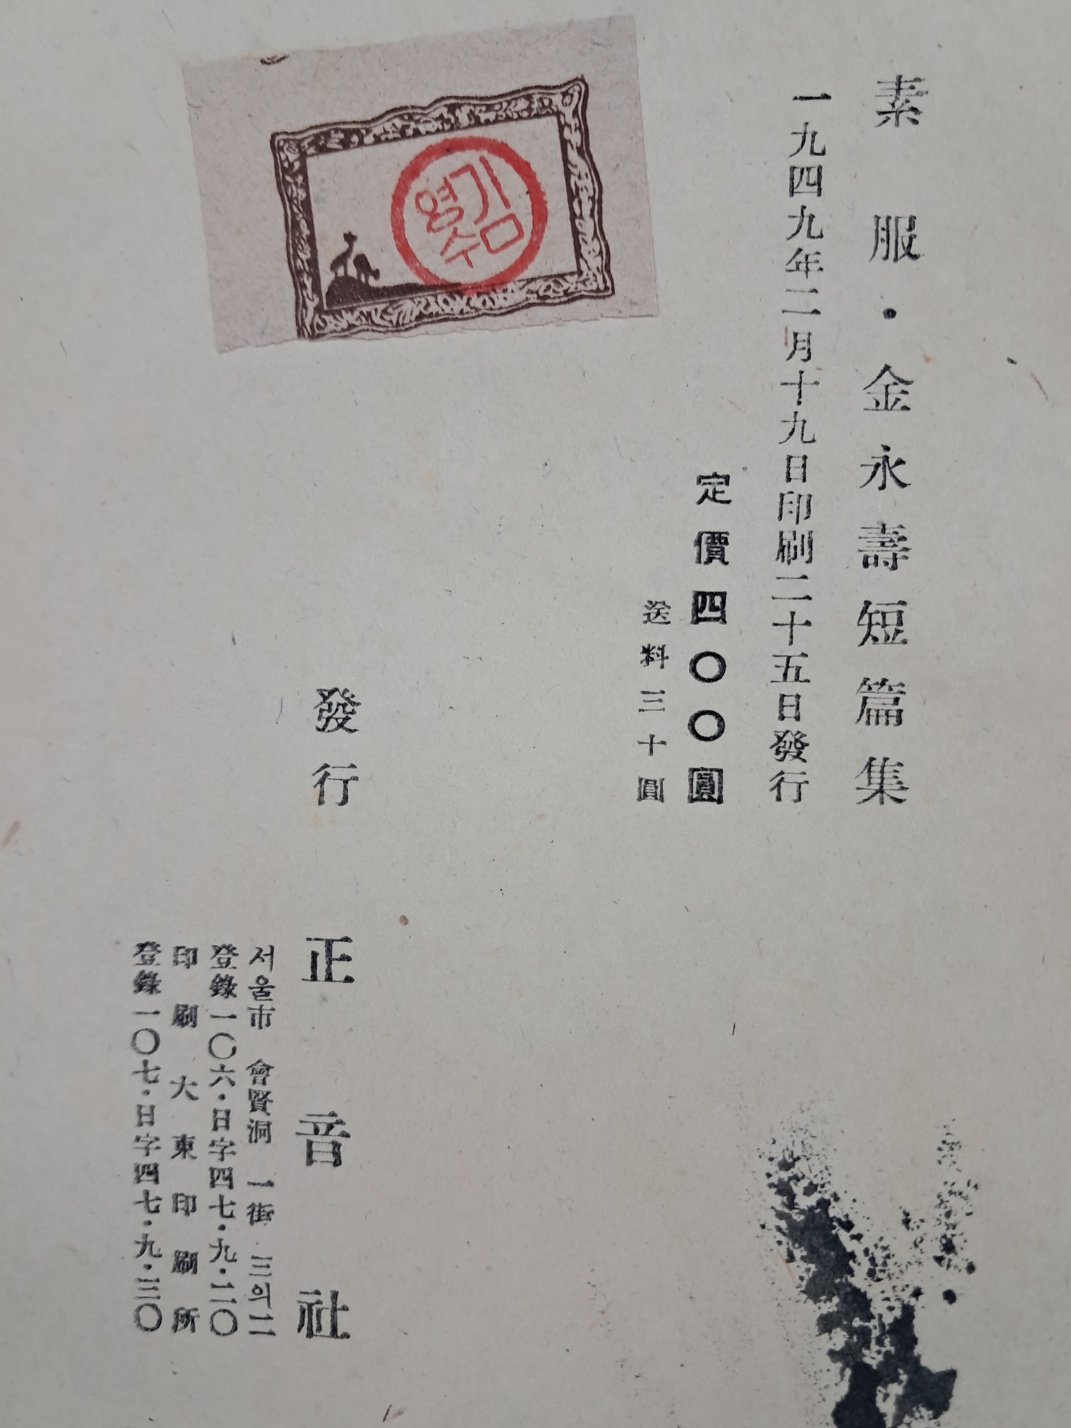 素服・金永壽短篇集
一九四九年二月十九日印刷二十五日發行
定價四〇〇圓
送料三十圓
김영수
發行 正音社
서울市 會賢洞 一街 三의二
登錄一〇六・日字四七・九・二〇
印刷 大東印刷所
登錄一〇七・日字四七・九・三〇